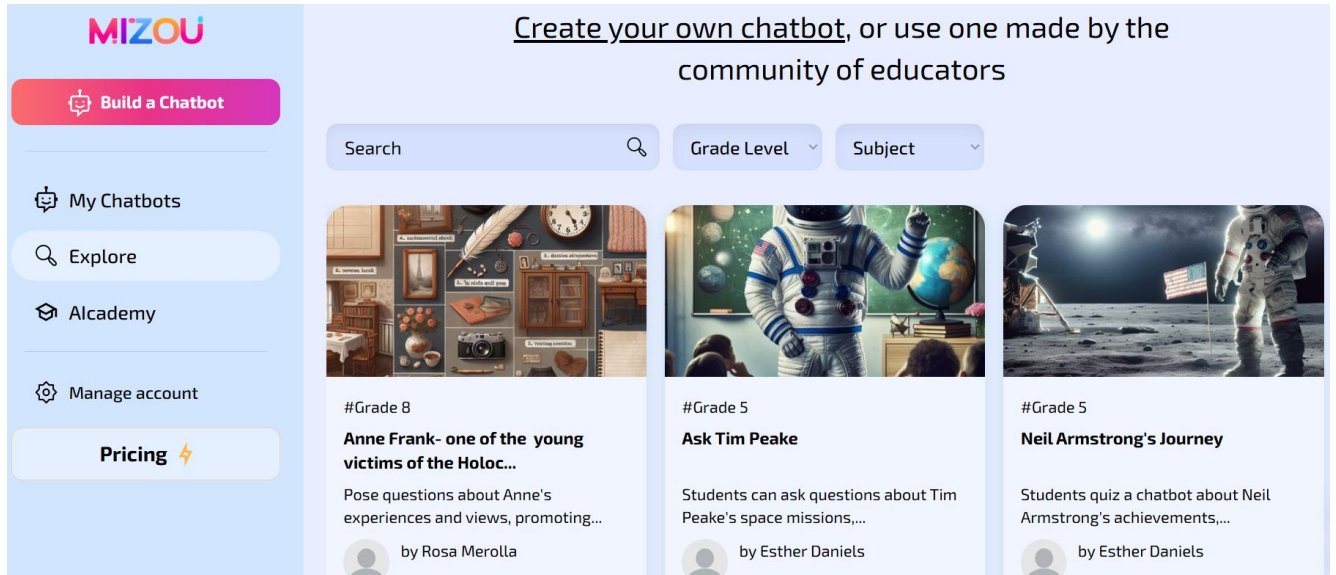 MIZOU
Build a Chatbot
My Chatbots
Explore
AIcademy
Manage account
Pricing
Create your own chatbot, or use one made by the
community of educators
Search
Grade Level
Subject
#Grade 8
Anne Frank- one of the young
victims of the Holoc...
Pose questions about Anne's
experiences and views, promoting...
by Rosa Merolla
#Grade 5
Ask Tim Peake
Students can ask questions about Tim
Peake's space missions,...
by Esther Daniels
#Grade 5
Neil Armstrong's Journey
Students quiz a chatbot about Neil
Armstrong's achievements,...
by Esther Daniels